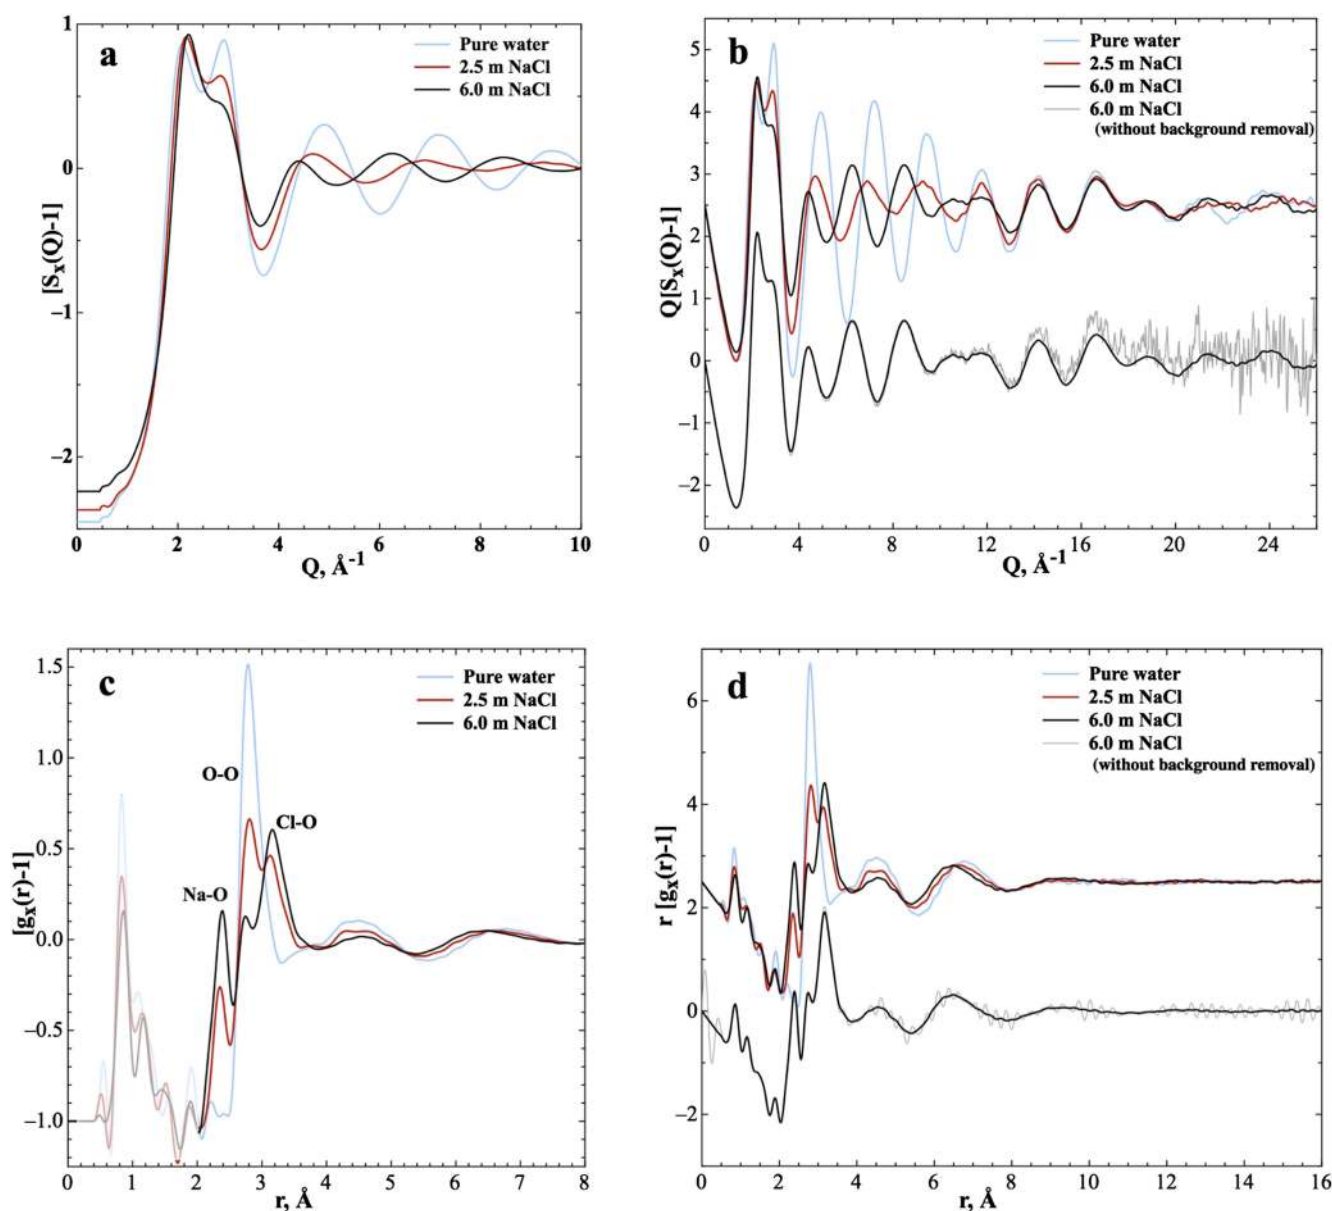 a
Pure water
2.5 m NaCl
6.0 m NaCl
[Sx(Q)-1]
1
0
−1
−2
0
2
4
6
8
10
Q, Å-1
b
Pure water
2.5 m NaCl
6.0 m NaCl
6.0 m NaCl
(without background removal)
Q[Sx(Q)-1]
5
4
3
2
1
0
−1
−2
0
4
8
12
16
20
24
Q, Å-1
c
Pure water
2.5 m NaCl
6.0 m NaCl
O-O
Cl-O
Na-O
[gx(r)-1]
1.5
1.0
0.5
0.0
−0.5
−1.0
0
1
2
3
4
5
6
7
8
r, Å
d
Pure water
2.5 m NaCl
6.0 m NaCl
6.0 m NaCl
(without background removal)
r [gx(r)-1]
6
4
2
0
−2
0
2
4
6
8
10
12
14
16
r, Å